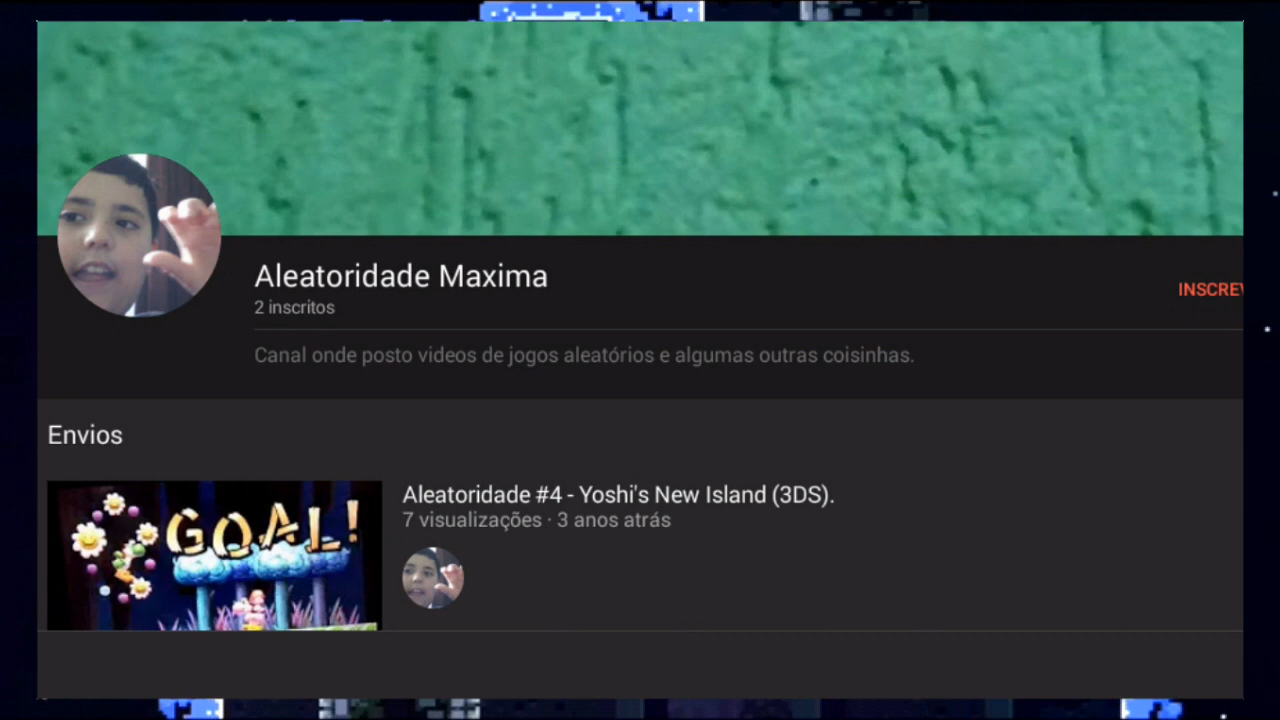 Aleatoridade Maxima
2 inscritos
INSCREV
Canal onde posto videos de jogos aleatórios e algumas outras coisinhas.
Envios
GOAL!
Aleatoridade #4 - Yoshi's New Island (3DS).
7 visualizações · 3 anos atrás